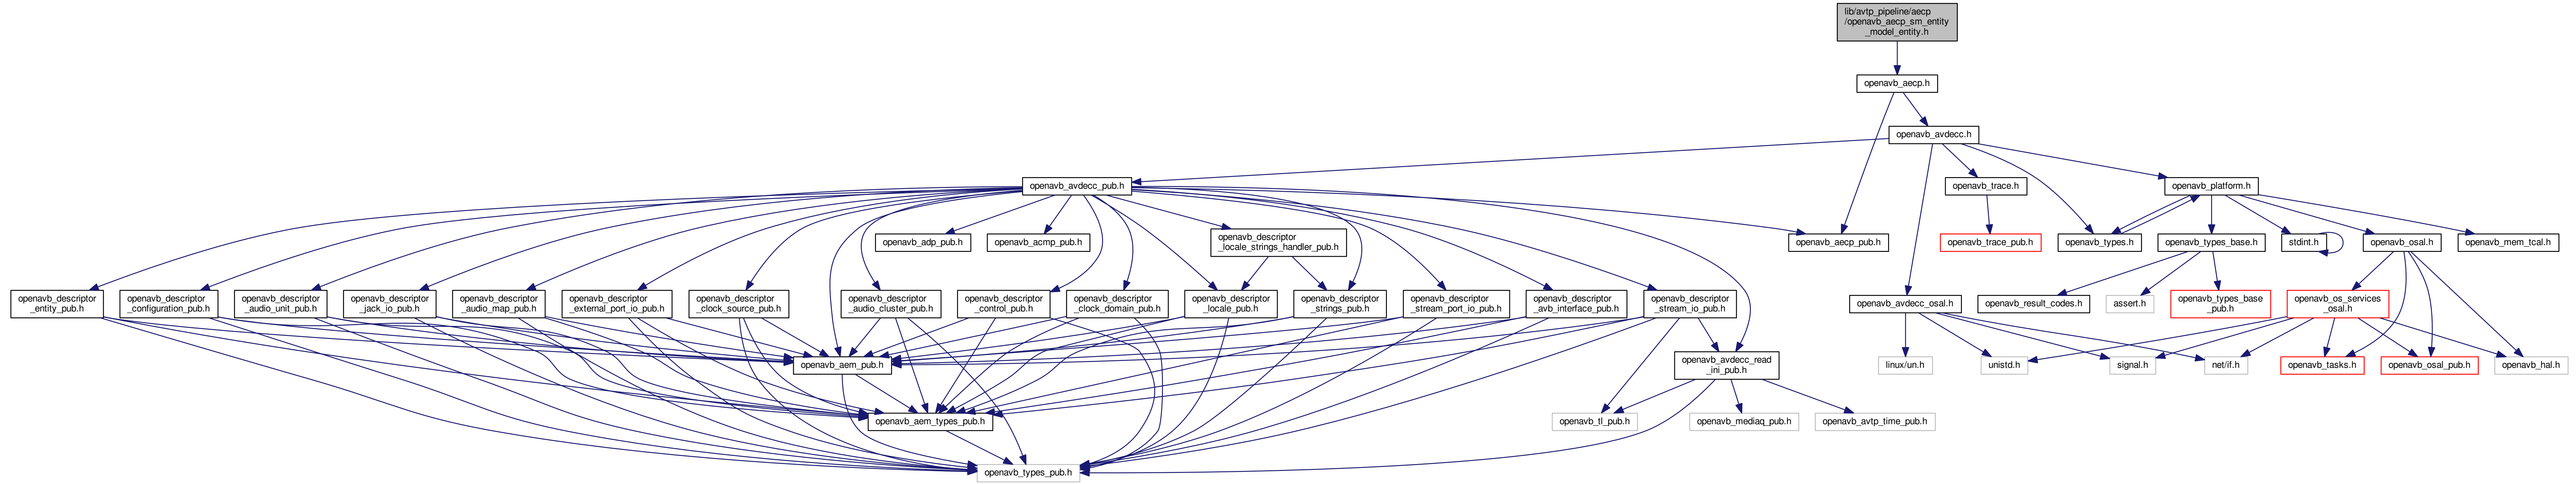 lib/avtp_pipeline/aecp
/openavb_aecp_sm_entity
_model_entity.h
openavb_aecp.h
openavb_avdecc.h
openavb_avdecc_pub.h
openavb_trace.h
openavb_platform.h
openavb_adp_pub.h
openavb_acmp_pub.h
openavb_descriptor
_locale_strings_handler_pub.h
openavb_aecp_pub.h
openavb_trace_pub.h
openavb_types.h
openavb_types_base.h
stdint.h
openavb_osal.h
openavb_mem_tcal.h
openavb_descriptor
_entity_pub.h
openavb_descriptor
_configuration_pub.h
openavb_descriptor
_audio_unit_pub.h
openavb_descriptor
_jack_io_pub.h
openavb_descriptor
_audio_map_pub.h
openavb_descriptor
_external_port_io_pub.h
openavb_descriptor
_clock_source_pub.h
openavb_descriptor
_audio_cluster_pub.h
openavb_descriptor
_control_pub.h
openavb_descriptor
_clock_domain_pub.h
openavb_descriptor
_locale_pub.h
openavb_descriptor
_strings_pub.h
openavb_descriptor
_stream_port_io_pub.h
openavb_descriptor
_avb_interface_pub.h
openavb_descriptor
_stream_io_pub.h
openavb_avdecc_osal.h
openavb_result_codes.h
assert.h
openavb_types_base
_pub.h
openavb_os_services
_osal.h
openavb_aem_pub.h
openavb_avdecc_read
_ini_pub.h
linux/un.h
unistd.h
signal.h
net/if.h
openavb_tasks.h
openavb_osal_pub.h
openavb_hal.h
openavb_aem_types_pub.h
openavb_tl_pub.h
openavb_mediaq_pub.h
openavb_avtp_time_pub.h
openavb_types_pub.h